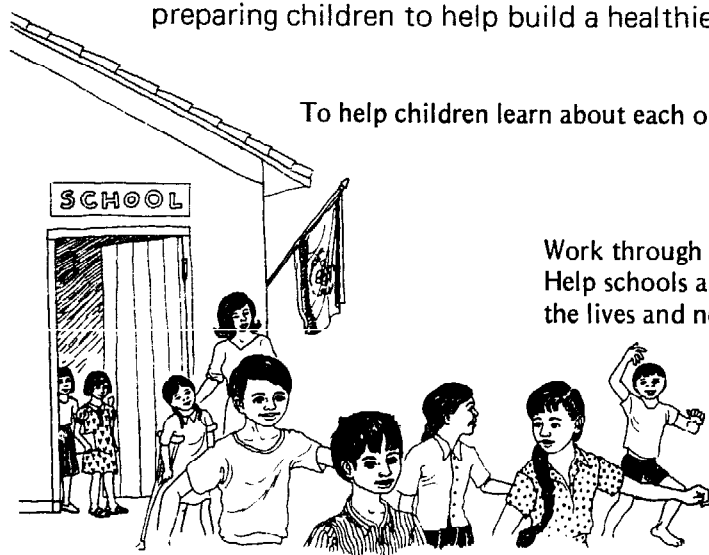 preparing children to help build a healthie
To help children learn about each o
SCHOOL
Work through
Help schools a
the lives and n